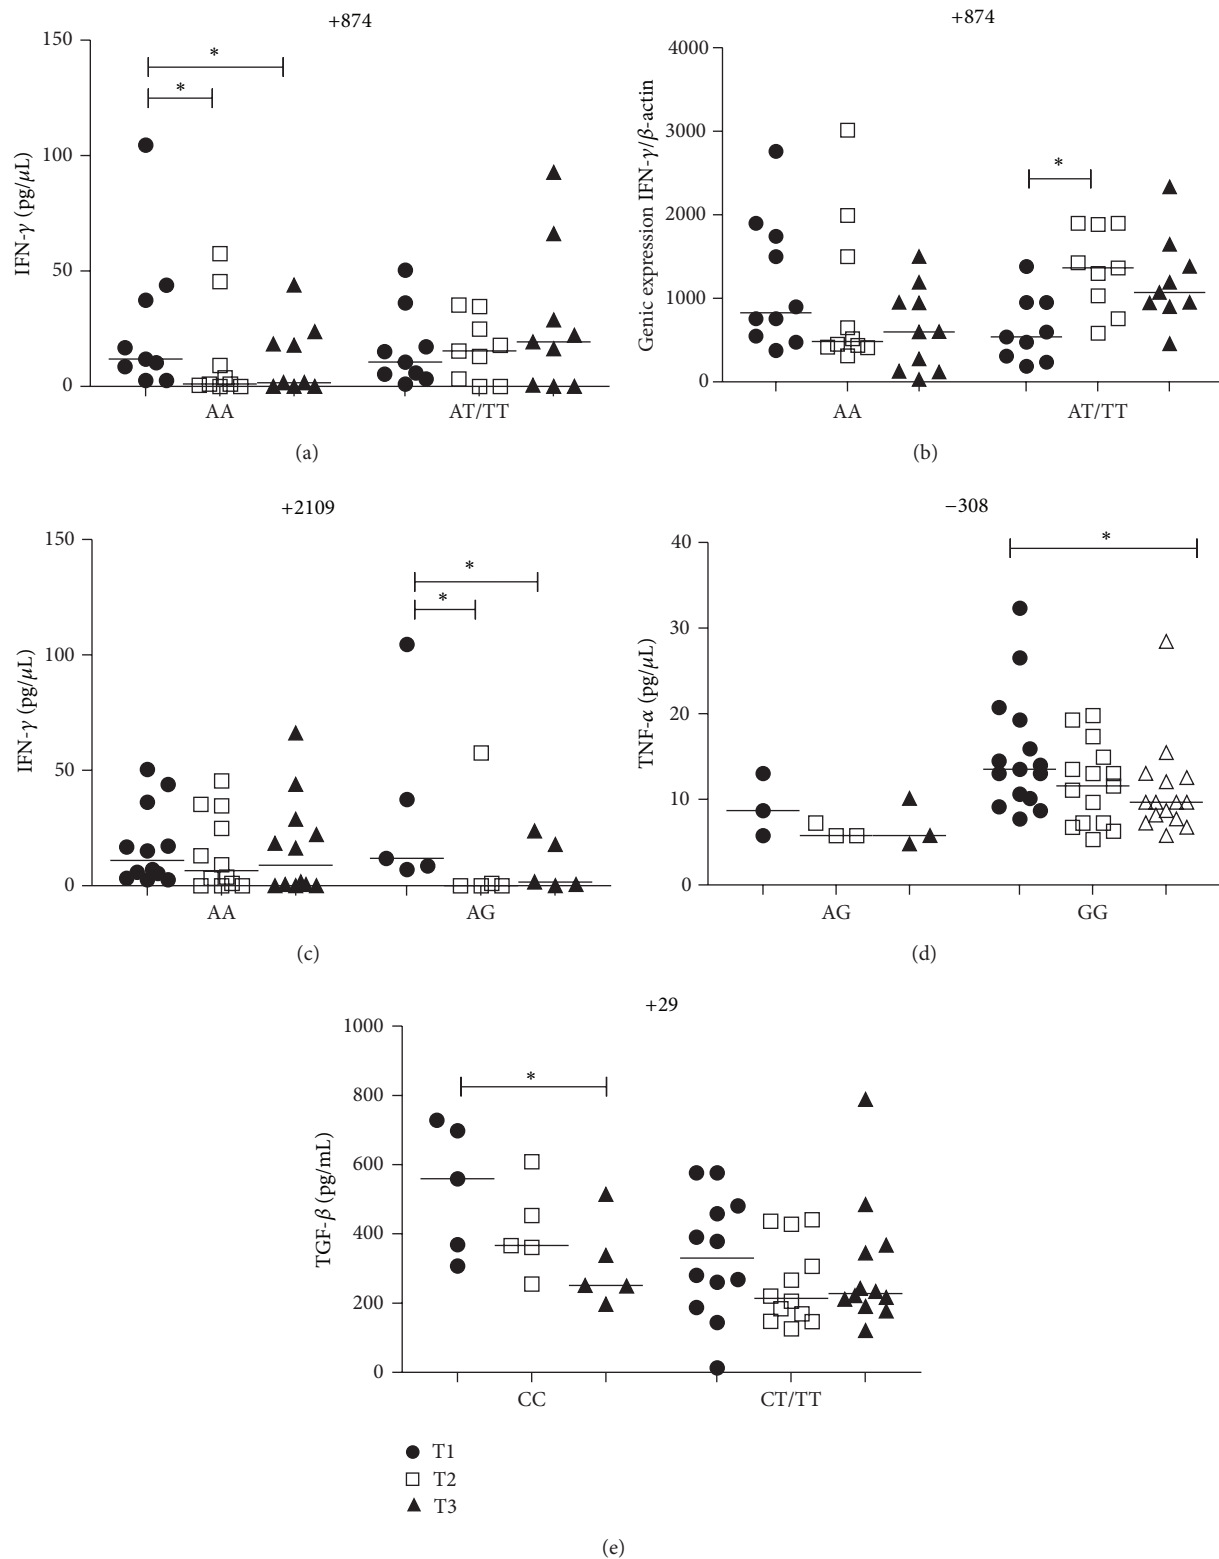 +874
150
100
50
0
IFN-γ (pg/μL)
*
*
AA
AT/TT
(a)
+874
4000
3000
2000
1000
0
Genic expression IFN-γ/β-actin
*
AA
AT/TT
(b)
+2109
150
100
50
0
IFN-γ (pg/μL)
*
*
AA
AG
(c)
−308
40
30
20
10
0
TNF-α (pg/μL)
*
AG
GG
(d)
+29
1000
800
600
400
200
0
TGF-β (pg/mL)
*
CC
CT/TT
T1
T2
T3
(e)